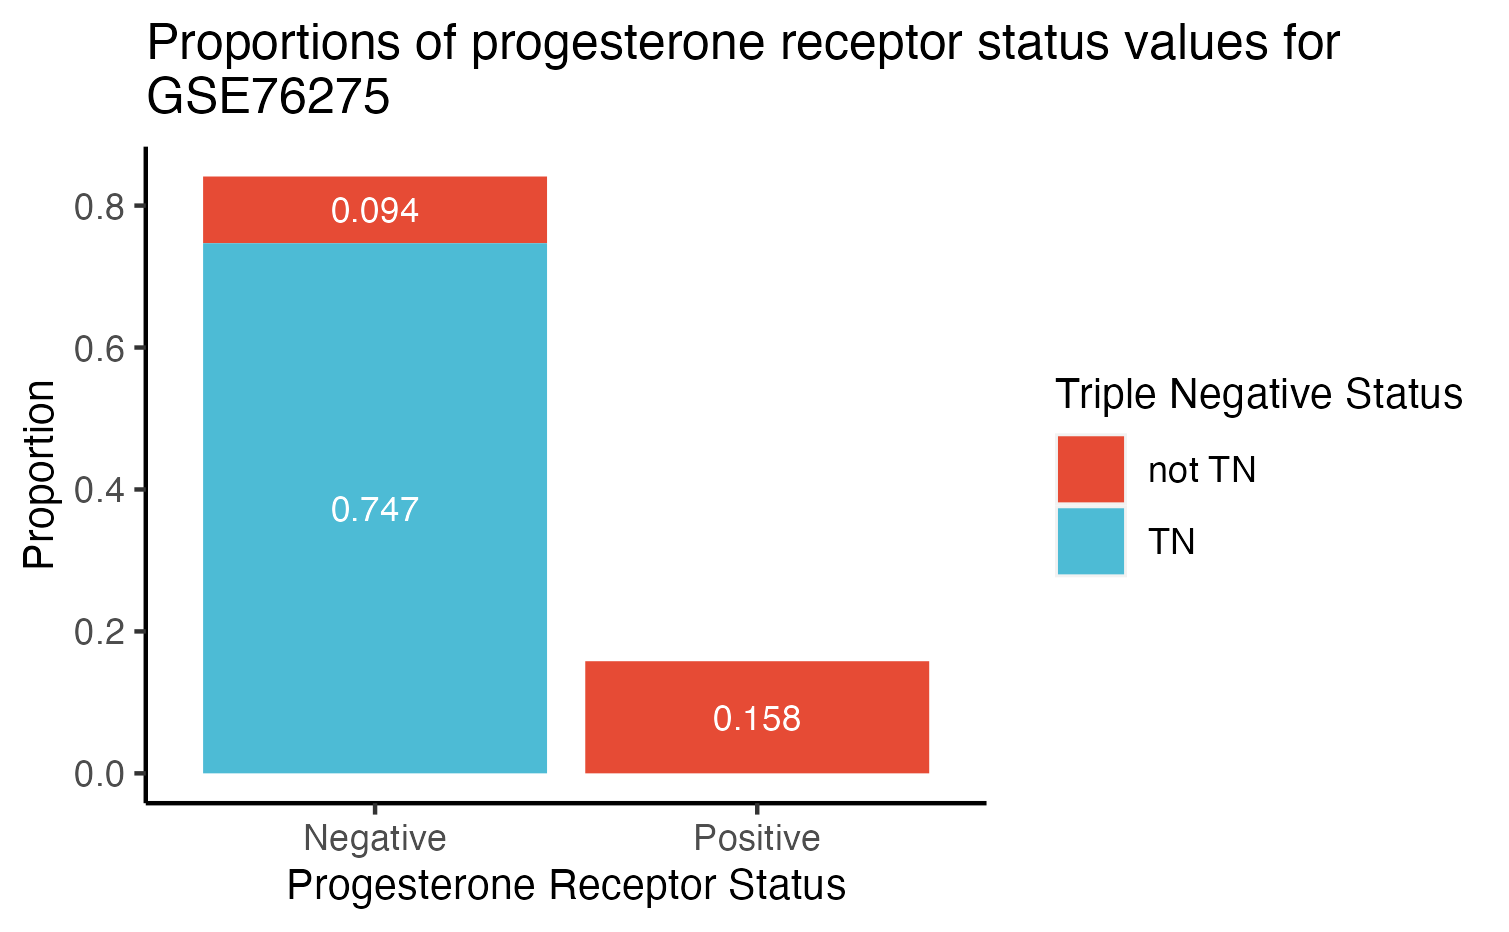 Proportions of progesterone receptor status values for
GSE76275
Proportion
0.8
0.6
0.4
0.2
0.0
0.094
0.747
0.158
Negative
Positive
Progesterone Receptor Status
Triple Negative Status
not TN
TN